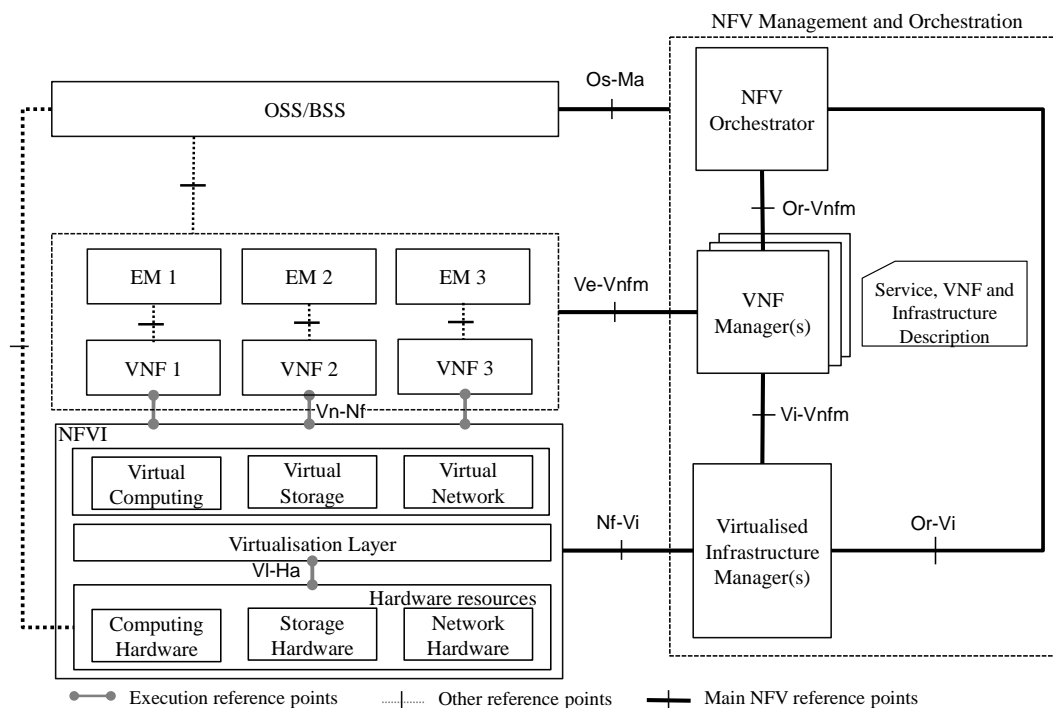 NFV Management and Orchestration
Os-Ma
OSS/BSS
NFV
Orchestrator
Or-Vnfm
EM 1
EM 2
EM 3
Ve-Vnfm
VNF
Manager(s)
Service, VNF and
Infrastructure
Description
VNF 1
VNF 2
VNF 3
Vn-Nf
Vi-Vnfm
NFVI
Virtual
Computing
Virtual
Storage
Virtual
Network
Nf-Vi
Virtualised
Infrastructure
Manager(s)
Or-Vi
Virtualisation Layer
Vl-Ha
Hardware resources
Computing
Hardware
Storage
Hardware
Network
Hardware
Execution reference points
Other reference points
Main NFV reference points